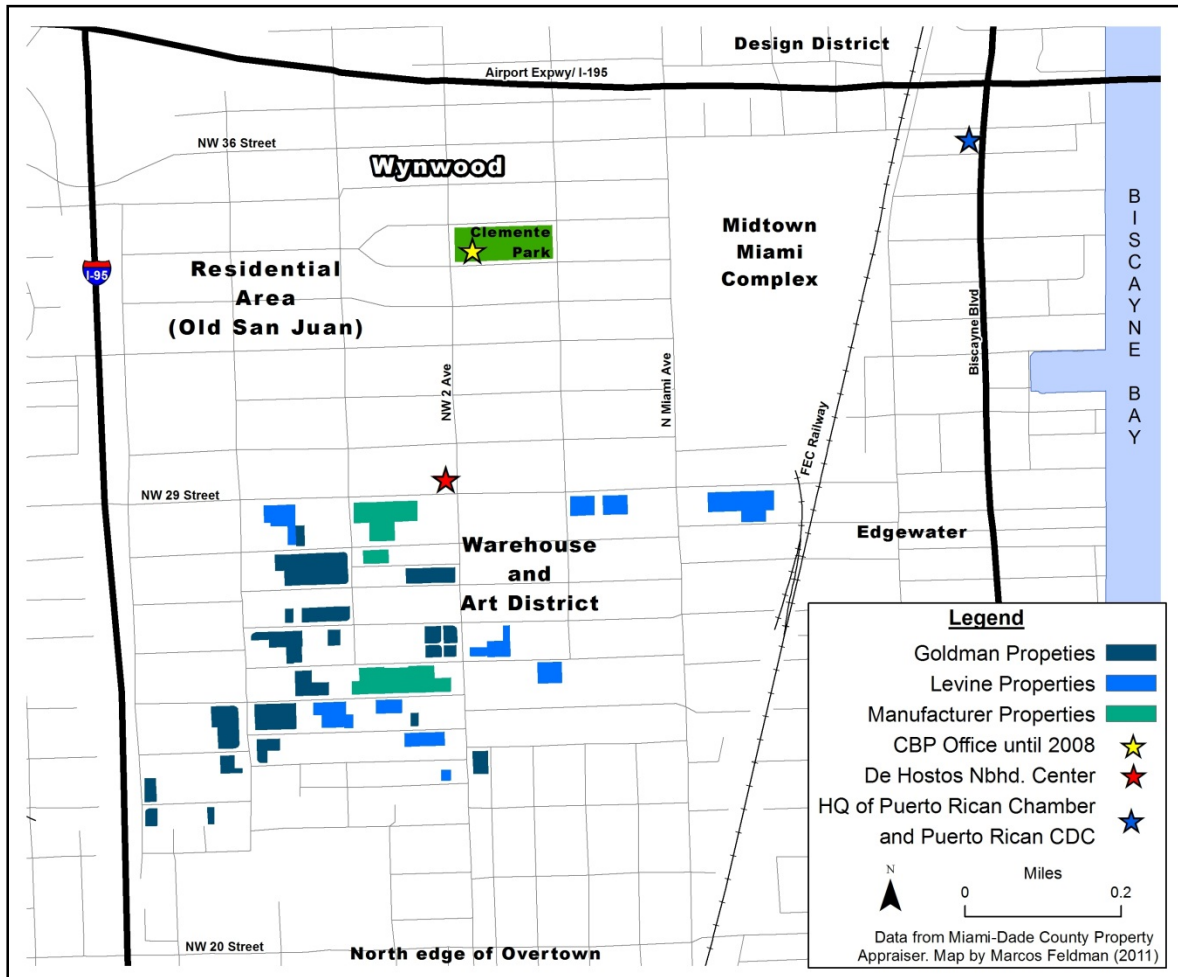 Design District
Airport Expwy/ I-195
NW 36 Street
Wynwood
Clemente
Park
Midtown
Miami
Complex
I-95
Residential
Area
(Old San Juan)
BISCAYNE BAY
Biscayne Blvd
NW 2 Ave
N Miami Ave
FEC Railway
NW 29 Street
Edgewater
Warehouse
and
Art District
Legend
Goldman Propeties
Levine Properties
Manufacturer Properties
CBP Office until 2008
De Hostos Nbhd. Center
HQ of Puerto Rican Chamber
and Puerto Rican CDC
N
Miles
0 0.2
Data from Miami-Dade County Property
Appraiser. Map by Marcos Feldman (2011)
NW 20 Street
North edge of Overtown